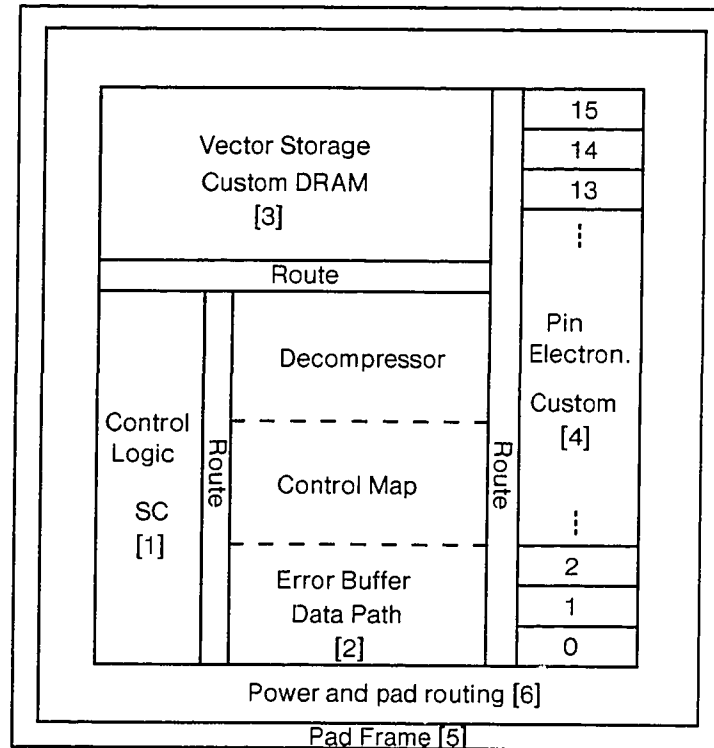 Vector Storage
Custom DRAM
[3]
Route
15
14
13
Control
Logic
SC
[1]
Route
Decompressor
Control Map
Error Buffer
Data Path
[2]
Route
Pin
Electron.
Custom
[4]
2
1
0
Power and pad routing [6]
Pad Frame [5]